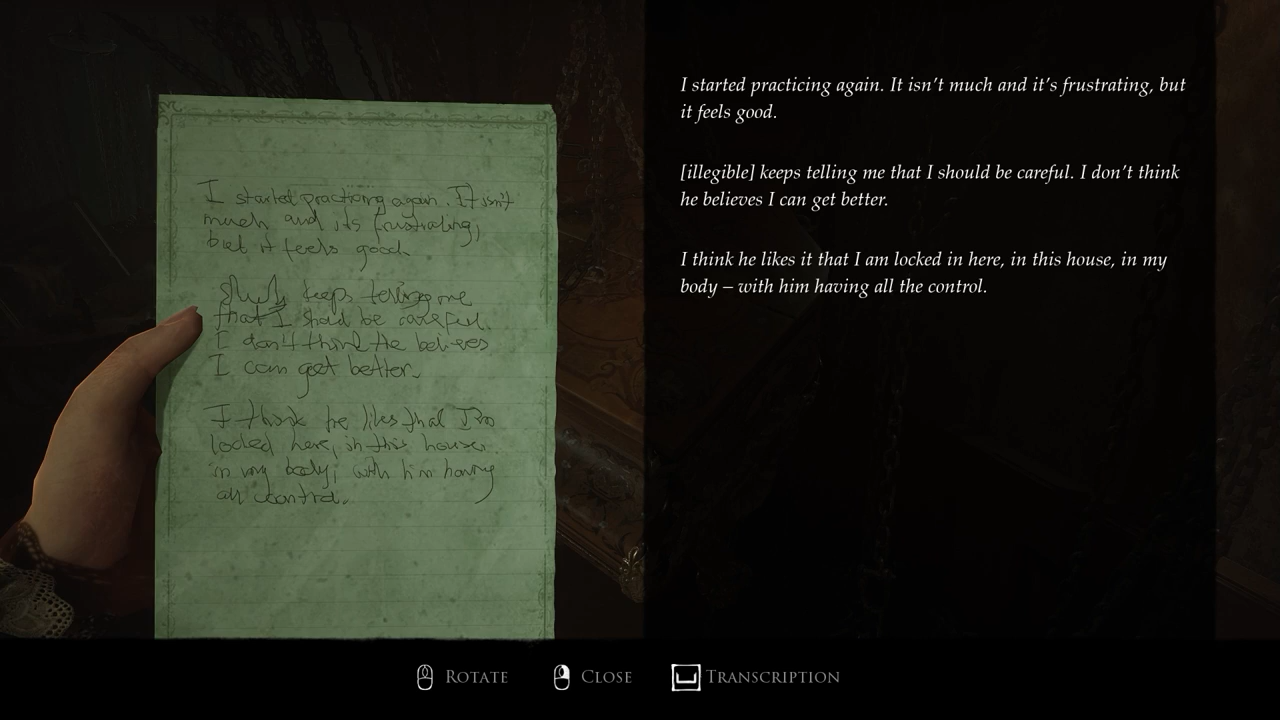 I started practicing again. It isn't
much and its frustrating,
but it feels good.
keeps telling me
that I shoud be careful.
I don't think He believes
I can get better.
I think he likes that I'm
locked here, in this house,
in my body, with him having
all control.
I started practicing again. It isn't much and it's frustrating, but
it feels good.
[illegible] keeps telling me that I should be careful. I don't think
he believes I can get better.
I think he likes it that I am locked in here, in this house, in my
body – with him having all the control.
Rotate Close Transcription